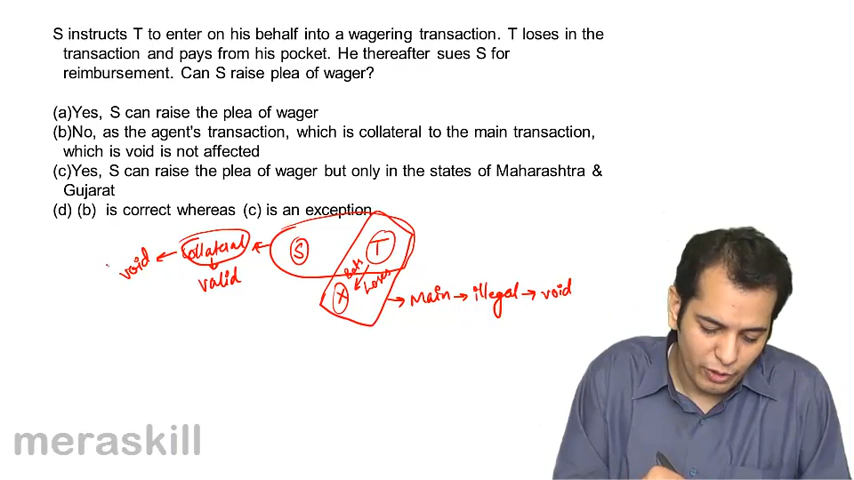 S instructs T to enter on his behalf into a wagering transaction. T loses in the
transaction and pays from his pocket. He thereafter sues S for
reimbursement. Can S raise plea of wager?
(a)Yes, S can raise the plea of wager
(b)No, as the agent's transaction, which is collateral to the main transaction,
which is void is not affected
(c)Yes, S can raise the plea of wager but only in the states of Maharashtra &
Gujarat
(d) (b) is correct whereas (c) is an exception
void ← collateral ← S T
valid
Bets
Loses
X → Main → illegal → void
meraskill